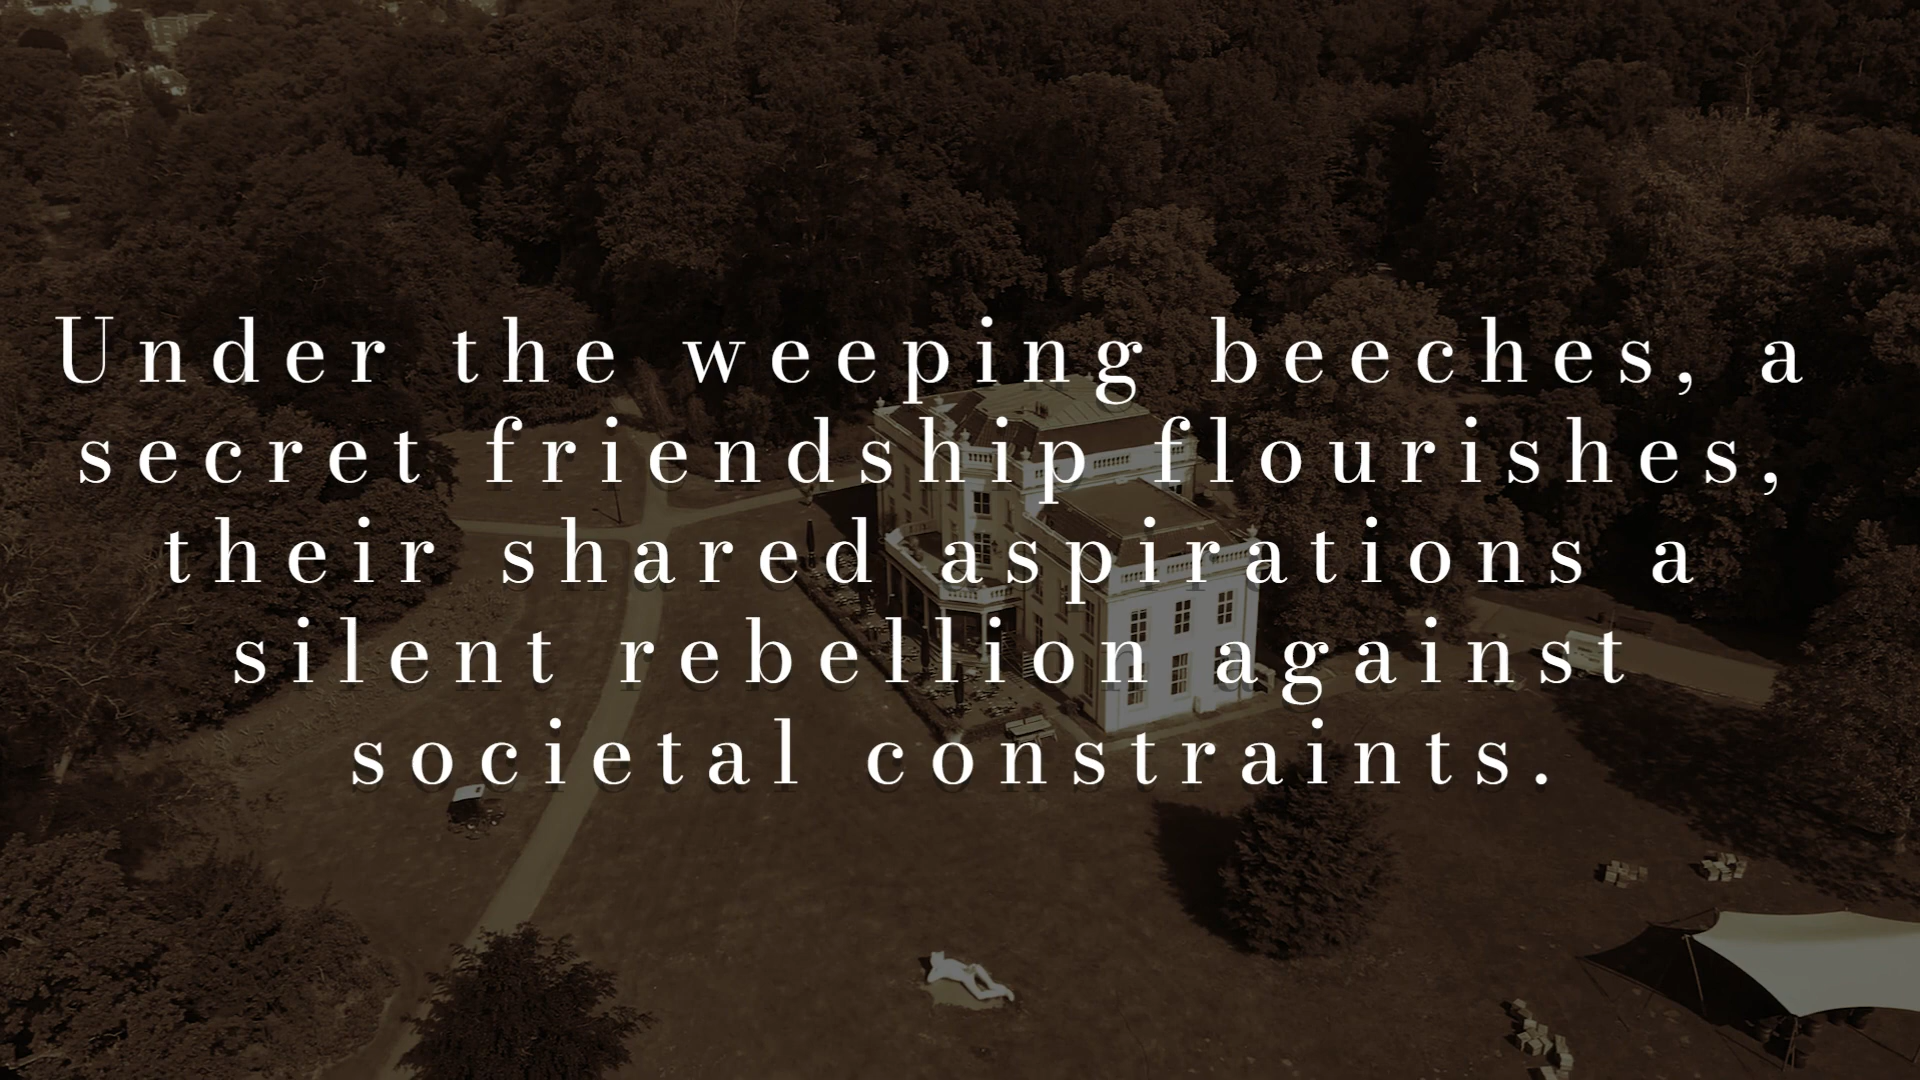 Under the weeping beeches, a
secret friendship flourishes,
their shared aspirations a
silent rebellion against
societal constraints.